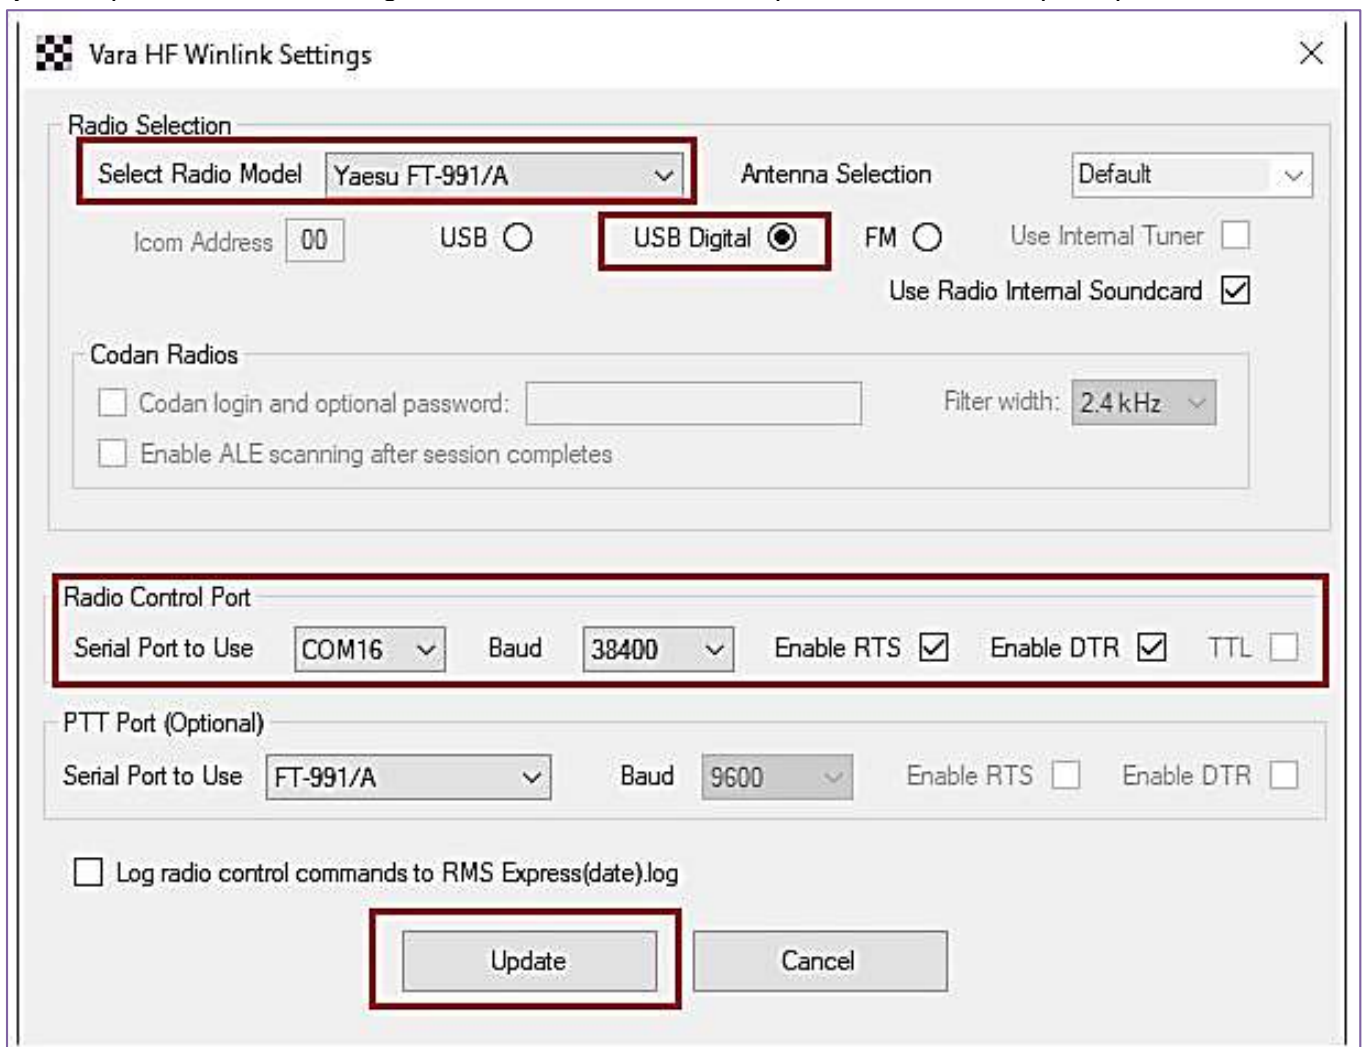 Vara HF Winlink Settings
Radio Selection
Select Radio Model Yaesu FT-991/A Antenna Selection Default
Icom Address 00 USB USB Digital FM Use Internal Tuner
Use Radio Internal Soundcard
Codan Radios
Codan login and optional password: Filter width: 2.4 kHz
Enable ALE scanning after session completes
Radio Control Port
Serial Port to Use COM16 Baud 38400 Enable RTS Enable DTR TTL
PTT Port (Optional)
Serial Port to Use FT-991/A Baud 9600 Enable RTS Enable DTR
Log radio control commands to RMS Express(date).log
Update Cancel